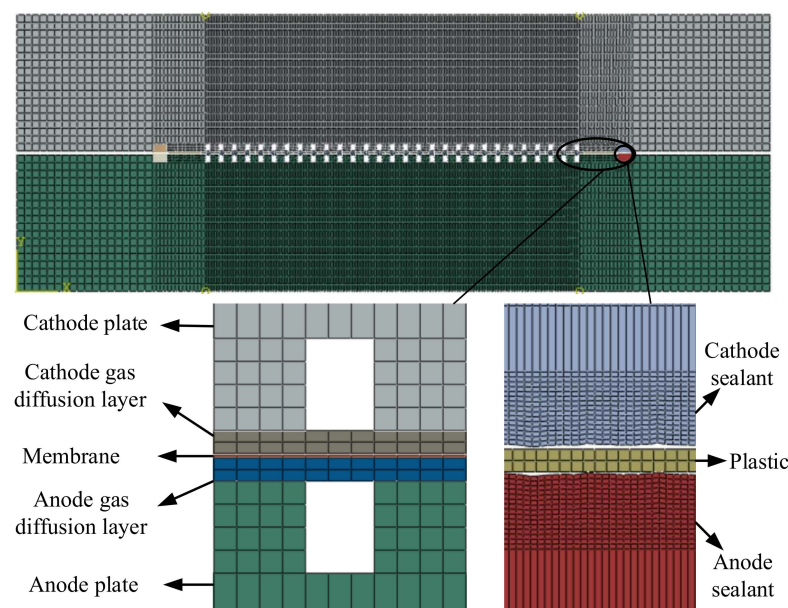 Y
X
Cathode plate
Cathode gas
diffusion layer
Membrane
Anode gas
diffusion layer
Anode plate
Cathode
sealant
Plastic
Anode
sealant